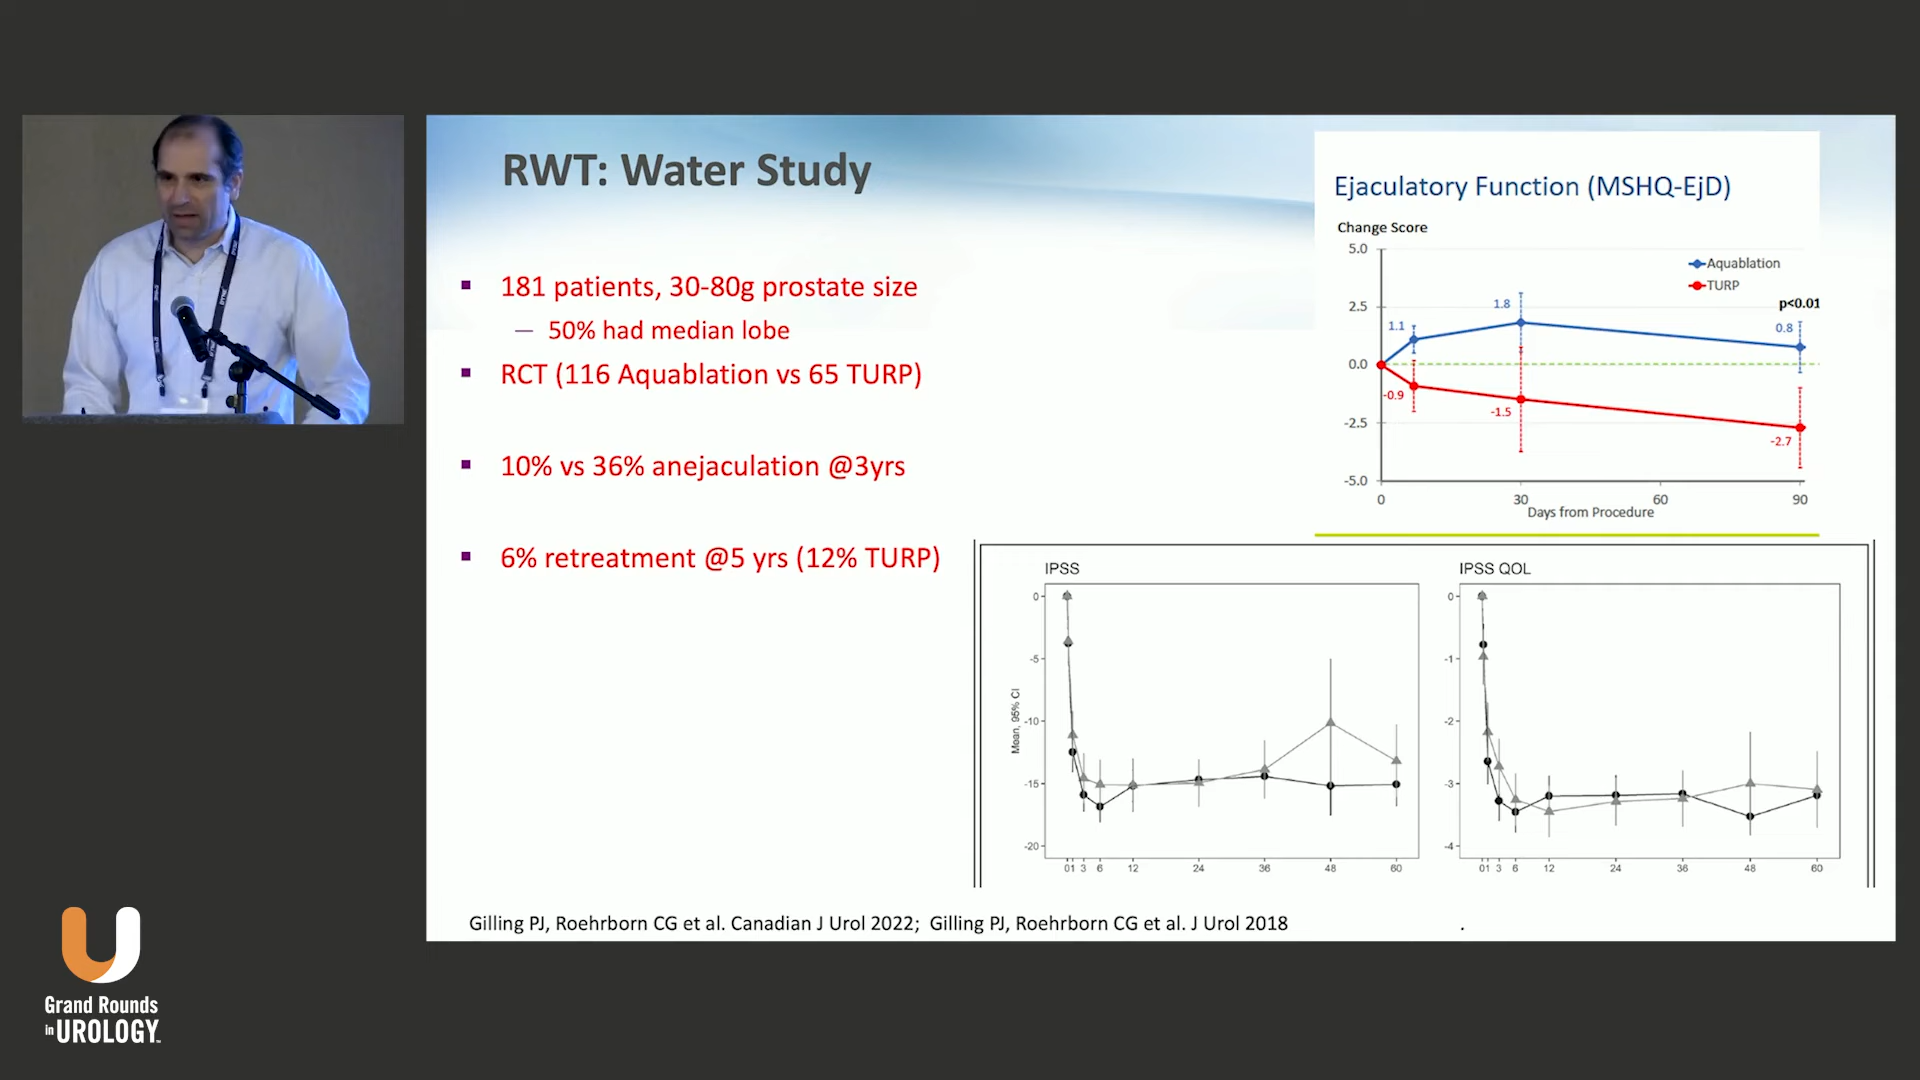 RWT: Water Study
▪ 181 patients, 30-80g prostate size
— 50% had median lobe
▪ RCT (116 Aquablation vs 65 TURP)
▪ 10% vs 36% anejaculation @3yrs
▪ 6% retreatment @5 yrs (12% TURP)
Ejaculatory Function (MSHQ-EjD)
Change Score
5.0
2.5
0.0
-2.5
-5.0
Aquablation
TURP
p<0.01
1.1
1.8
0.8
-0.9
-1.5
-2.7
0 30 60 90
Days from Procedure
IPSS
Mean, 95% CI
0
-5
-10
-15
-20
0 1 3 6 12 24 36 48 60
IPSS QOL
0
-1
-2
-3
-4
0 1 3 6 12 24 36 48 60
Gilling PJ, Roehrborn CG et al. Canadian J Urol 2022; Gilling PJ, Roehrborn CG et al. J Urol 2018 .
U
Grand Rounds
in UROLOGY™